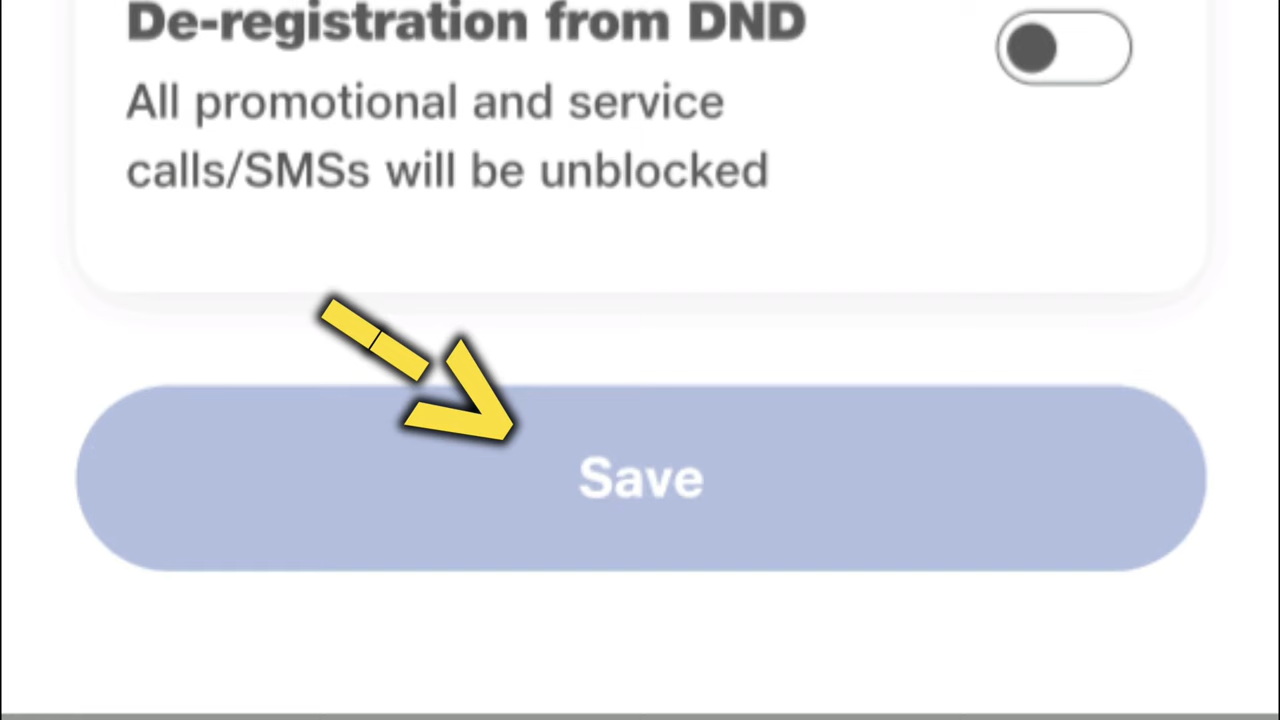 De-registration from DND
All promotional and service
calls/SMSs will be unblocked
Save